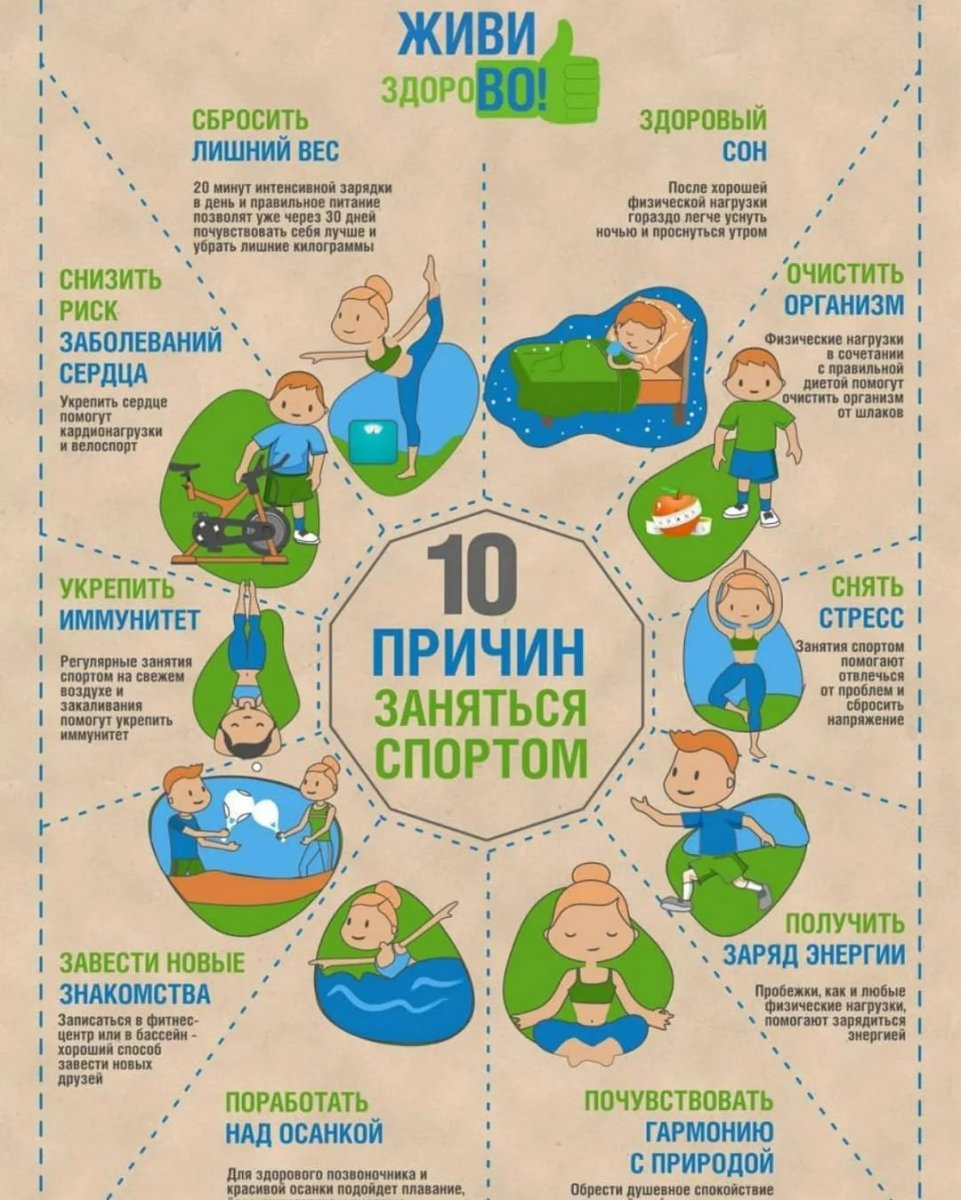 ЖИВИ
ЗДОРОВО!
СБРОСИТЬ
ЛИШНИЙ ВЕС
20 минут интенсивной зарядки
в день и правильное питание
позволят уже через 30 дней
почувствовать себя лучше и
убрать лишние килограммы
ЗДОРОВЫЙ
СОН
После хорошей
физической нагрузки
гораздо легче уснуть
ночью и проснуться утром
СНИЗИТЬ
РИСК
ЗАБОЛЕВАНИЙ
СЕРДЦА
Укрепить сердце
помогут
кардионагрузки
и велоспорт
ОЧИСТИТЬ
ОРГАНИЗМ
Физические нагрузки
в сочетании
с правильной
диетой помогут
очистить организм
от шлаков
10
ПРИЧИН
ЗАНЯТЬСЯ
СПОРТОМ
УКРЕПИТЬ
ИММУНИТЕТ
Регулярные занятия
спортом на свежем
воздухе и
закаливания
помогут укрепить
иммунитет
СНЯТЬ
СТРЕСС
Занятия спортом
помогают
отвлечься
от проблем и
сбросить
напряжение
ЗАВЕСТИ НОВЫЕ
ЗНАКОМСТВА
Записаться в фитнес-
центр или в бассейн -
хороший способ
завести новых
друзей
ПОЛУЧИТЬ
ЗАРЯД ЭНЕРГИИ
Пробежки, как и любые
физические нагрузки,
помогают зарядиться
энергией
ПОРАБОТАТЬ
НАД ОСАНКОЙ
Для здорового позвоночника и
красивой осанки подойдет плавание,
ПОЧУВСТВОВАТЬ
ГАРМОНИЮ
С ПРИРОДОЙ
Обрести душевное спокойствие